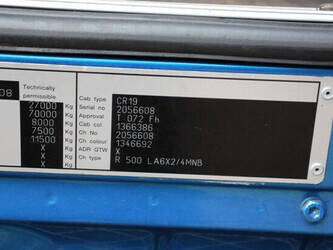 08
Technically
permissible
27000 Kg
70000 Kg
8000 Kg
7500 Kg
11500 Kg
X Kg
X Kg
X Kg
Cab type CR19
Serial no 2056608
Approval T 072 Fh
Cab col 1366386
Ch. No 2056608
Ch colour 1346692
ADR GTW X
Ch type R 500 LA6X2/4MNB